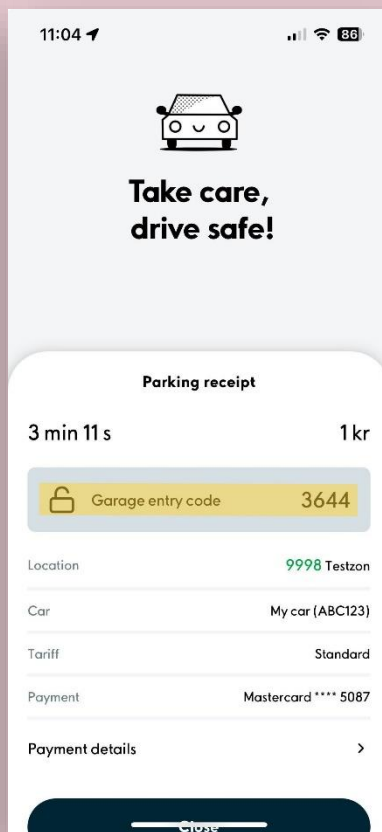 11:04
86
Take care,
drive safe!
Parking receipt
3 min 11 s 1 kr
Garage entry code 3644
Location 9998 Testzon
Car My car (ABC123)
Tariff Standard
Payment Mastercard **** 5087
Payment details
Close